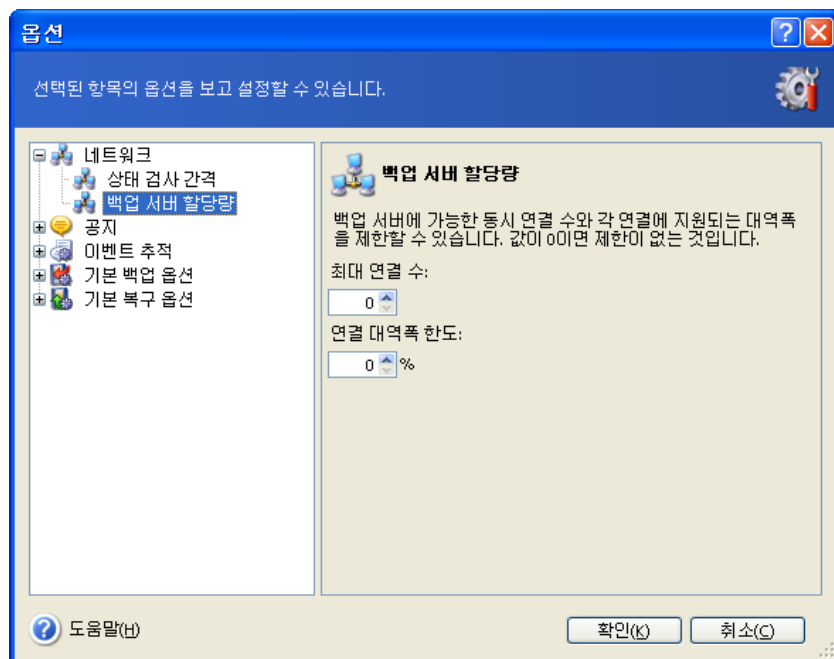 옵션
선택된 항목의 옵션을 보고 설정할 수 있습니다.
네트워크
상태 검사 간격
백업 서버 할당량
공지
이벤트 추적
기본 백업 옵션
기본 복구 옵션
백업 서버 할당량
백업 서버에 가능한 동시 연결 수와 각 연결에 지원되는 대역폭
을 제한할 수 있습니다. 값이 0이면 제한이 없는 것입니다.
최대 연결 수:
0
연결 대역폭 한도:
0 %
도움말(H)
확인(K)
취소(C)